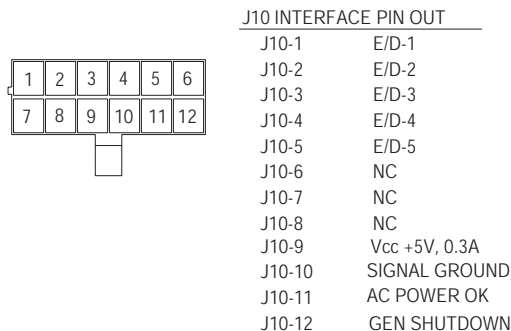 J10 INTERFACE PIN OUT
1 2 3 4 5 6
7 8 9 10 11 12
J10-1 E/D-1
J10-2 E/D-2
J10-3 E/D-3
J10-4 E/D-4
J10-5 E/D-5
J10-6 NC
J10-7 NC
J10-8 NC
J10-9 Vcc +5V, 0.3A
J10-10 SIGNAL GROUND
J10-11 AC POWER OK
J10-12 GEN SHUTDOWN